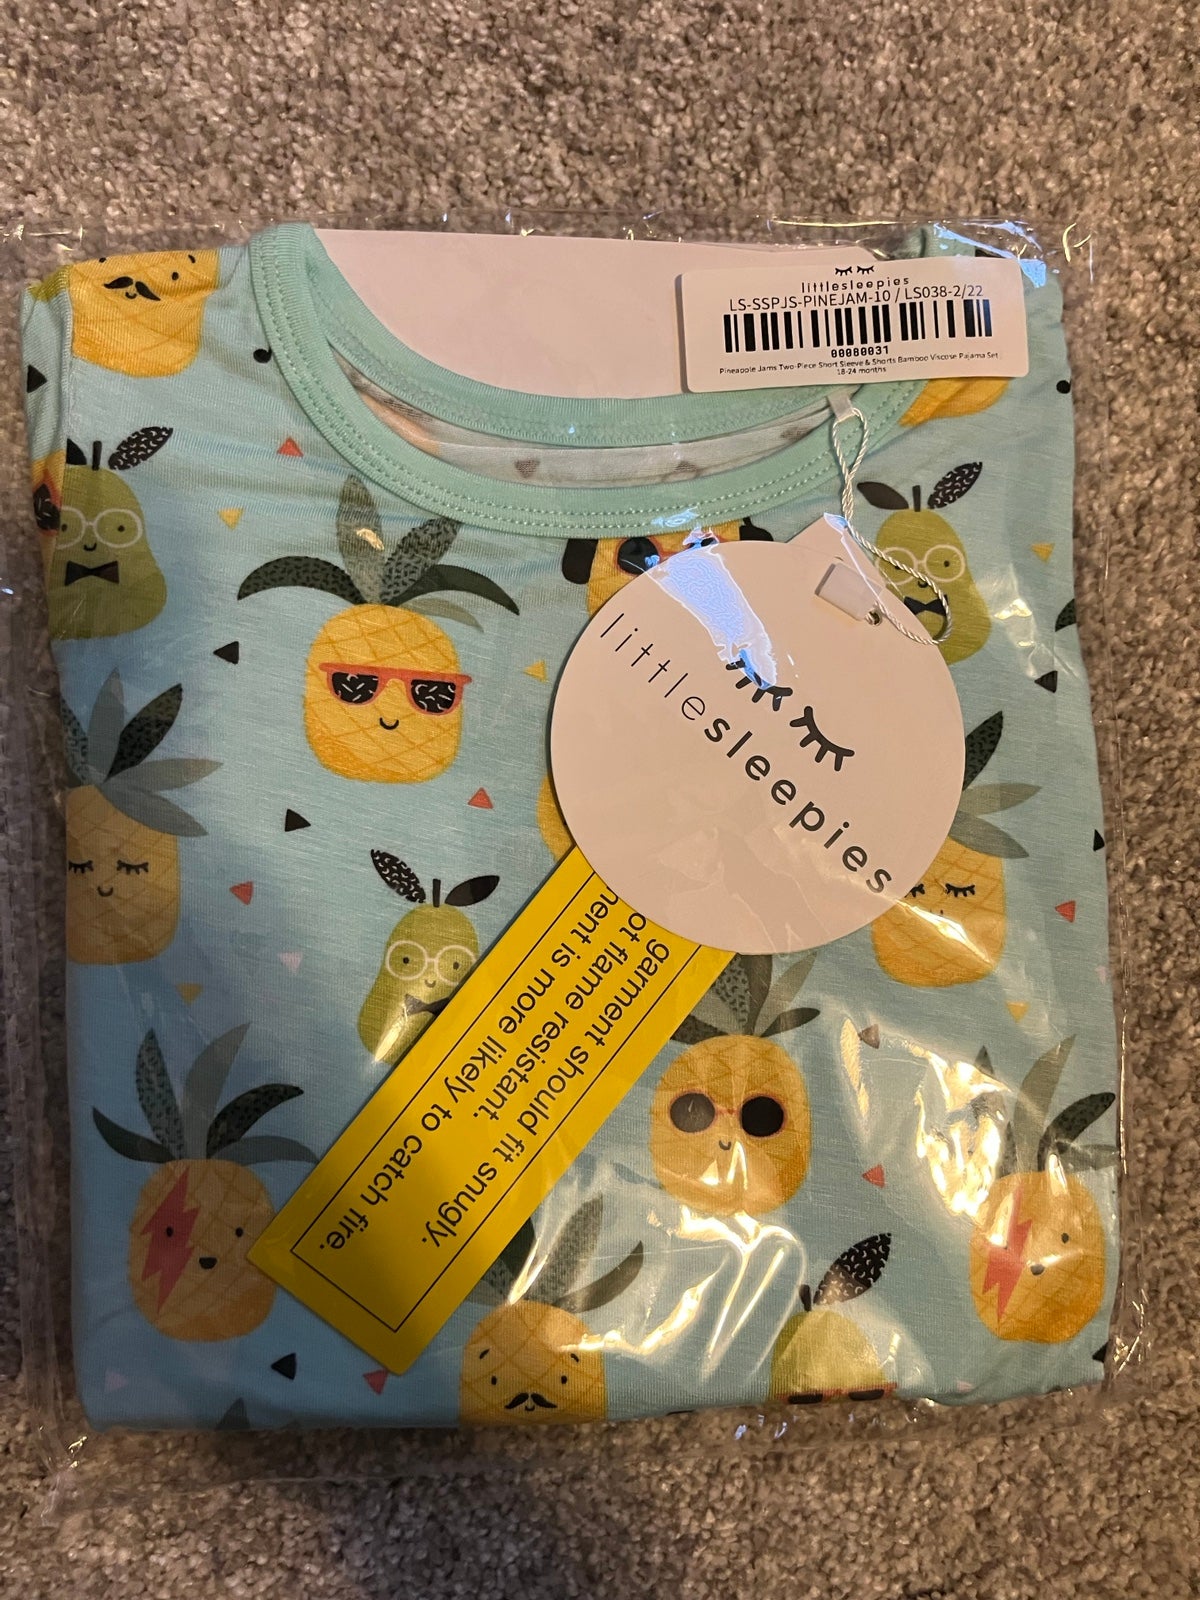 littlesleepies
LS-SSPJS-PINEJAM-10 / LS038-2/22
00080031
Pineapple Jams Two-Piece Short Sleeve & Shorts Bamboo Viscose Pajama Set
18-24 months
littlesleepies
garment should fit snugly.
ot flame resistant.
ment is more likely to catch fire.